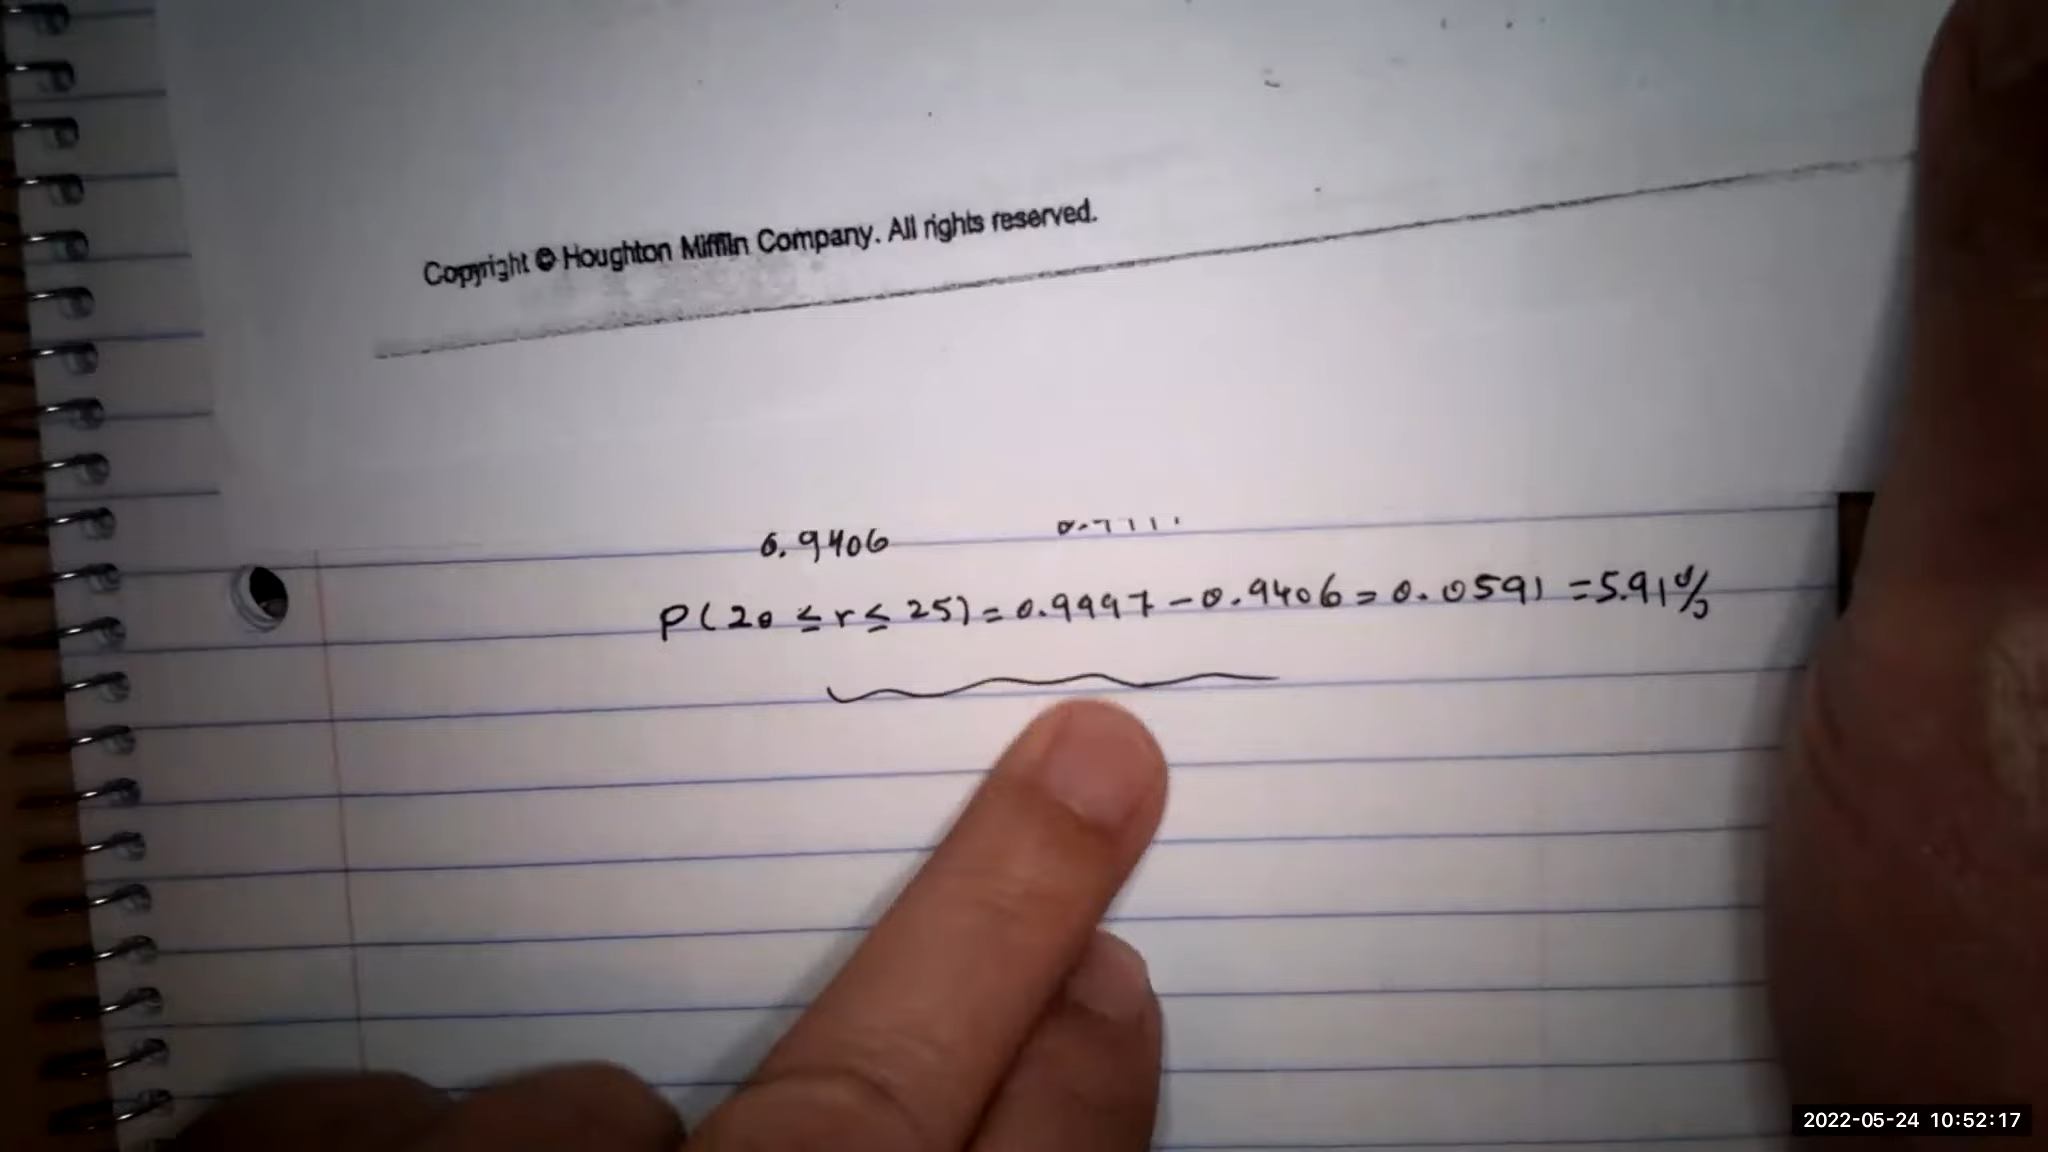 Copyright © Houghton Mifflin Company. All rights reserved.
0.9406
P(20 ≤ r ≤ 25) = 0.9997 - 0.9406 = 0.0591 = 5.91%
2022-05-24 10:52:17